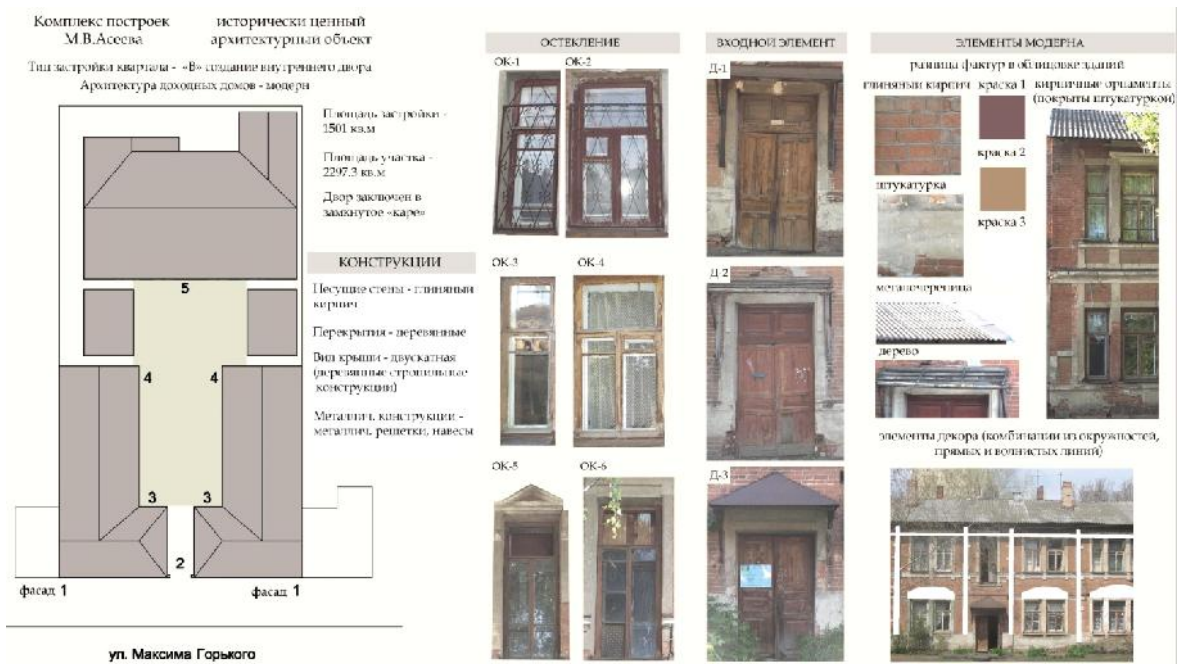 Комплекс построек
М.В.Асеева
исторически ценный
архитектурный объект
Тип застройки квартала - «В» создание внутреннего двора
Архитектура доходных домов - модерн
Площадь застройки -
1501 кв.м
Площадь участка -
2297.3 кв.м
Двор заключен в
замкнутое «каре»
5
4
4
3
3
2
фасад 1
фасад 1
ул. Максима Горького
КОНСТРУКЦИИ
Несущие стены - глиняный
кирпич
Перекрытия - деревянные
Вид крыши - двускатная
(деревянные стропильные
конструкции)
Металлич. конструкции -
металлич. решетки, навесы
ОСТЕКЛЕНИЕ
ОК-1
ОК-2
ОК-3
ОК-4
ОК-5
ОК-6
ВХОДНОЙ ЭЛЕМЕНТ
Д-1
Д-2
Д-3
ЭЛЕМЕНТЫ МОДЕРНА
разница фактур в облицовке зданий
глиняный кирпич
краска 1
кирпичные орнаменты
(покрыты штукатуркой)
краска 2
штукатурка
краска 3
металочерепица
дерево
элементы декора (комбинации из окружностей,
прямых и волнистых линий)